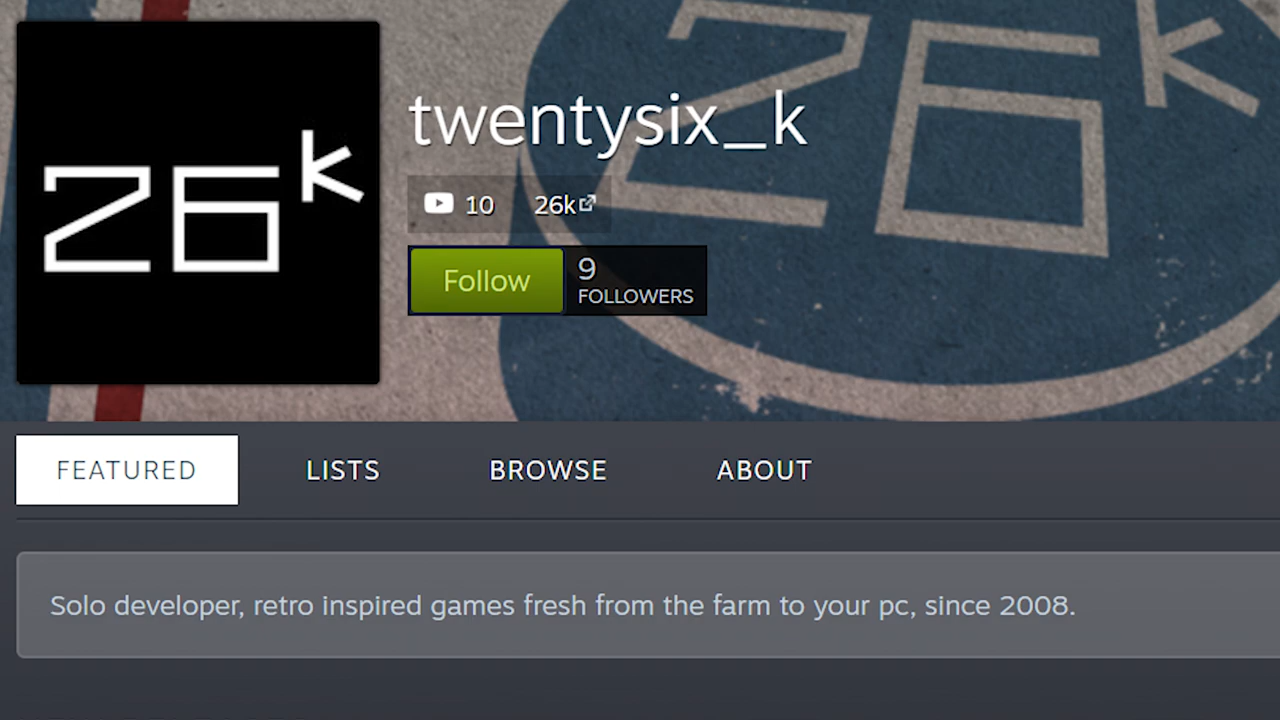 26k
26k
twentysix_k
10 26k
Follow
9
FOLLOWERS
FEATURED LISTS BROWSE ABOUT
Solo developer, retro inspired games fresh from the farm to your pc, since 2008.